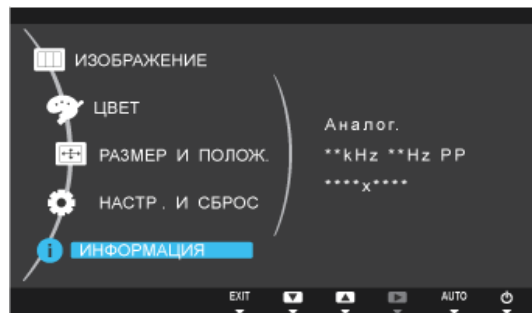 ИЗОБРАЖЕНИЕ
ЦВЕТ
РАЗМЕР И ПОЛОЖ.
НАСТР. И СБРОС
ИНФОРМАЦИЯ
Аналог.
**kHz **Hz PP
****x****
EXIT AUTO